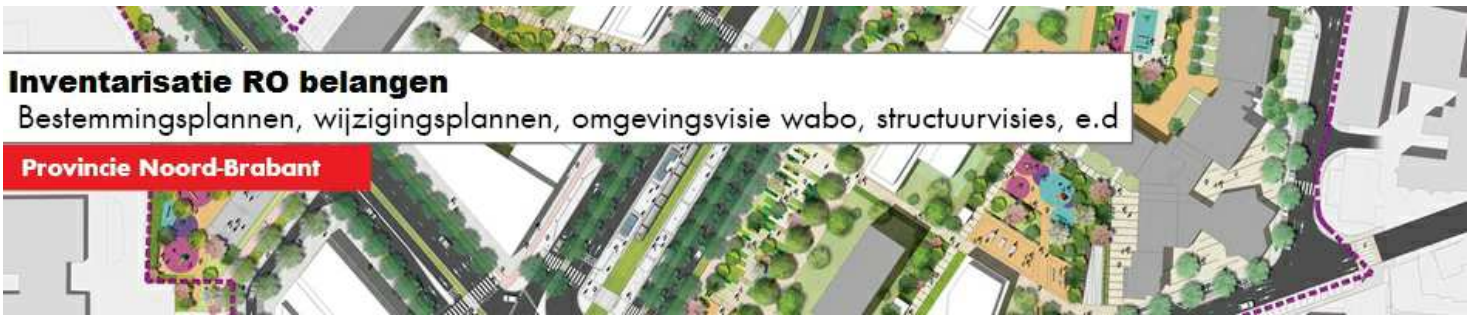 Inventarisatie RO belangen
Bestemmingsplannen, wijzigingsplannen, omgevingsvisie wabo, structuurvisies, e.d
Provincie Noord-Brabant